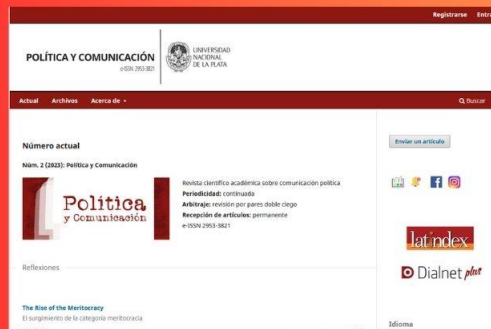 Registrarse Entrar
POLÍTICA Y COMUNICACIÓN
e-ISSN 2953-3821
UNIVERSIDAD
NACIONAL
DE LA PLATA
Actual Archivos Acerca de
Buscar
Número actual
Núm. 2 (2023): Política y Comunicación
Política
y Comunicación
Revista científico académica sobre comunicación política
Periodicidad: continuada
Arbitraje: revisión por pares doble ciego
Recepción de artículos: permanente
e-ISSN 2953-3821
Reflexiones
The Rise of the Meritocracy
El surgimiento de la categoría meritocracia
Enviar un artículo
latindex
Dialnet plus
Idioma